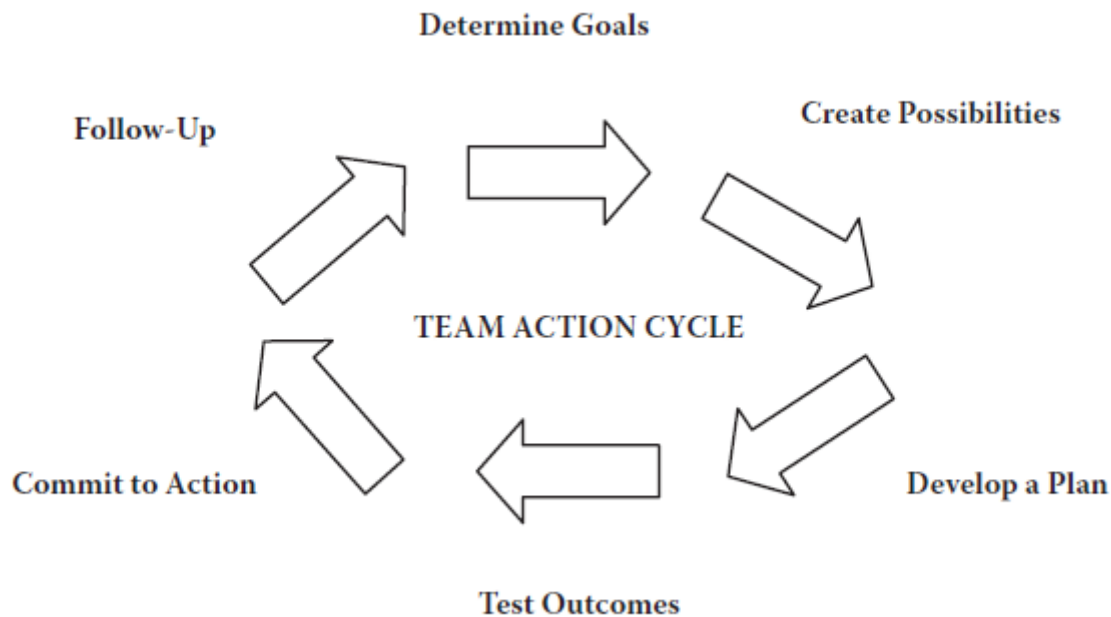 Determine Goals
Follow-Up
Create Possibilities
TEAM ACTION CYCLE
Commit to Action
Develop a Plan
Test Outcomes